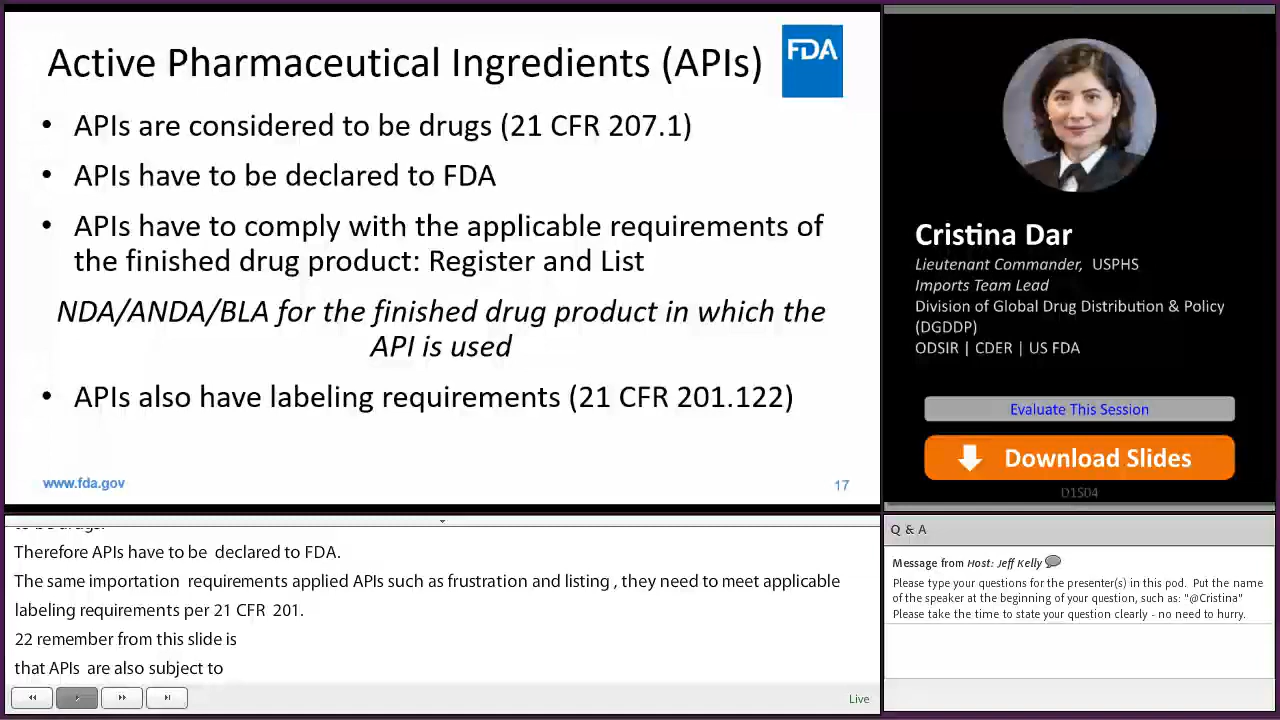 Active Pharmaceutical Ingredients (APIs)
FDA
• APIs are considered to be drugs (21 CFR 207.1)
• APIs have to be declared to FDA
• APIs have to comply with the applicable requirements of
the finished drug product: Register and List
NDA/ANDA/BLA for the finished drug product in which the
API is used
• APIs also have labeling requirements (21 CFR 201.122)
www.fda.gov
17
Cristina Dar
Lieutenant Commander, USPHS
Imports Team Lead
Division of Global Drug Distribution & Policy
(DGDDP)
ODSIR | CDER | US FDA
Evaluate This Session
Download Slides
D1S04
to be drugs.
Therefore APIs have to be declared to FDA.
The same importation requirements applied APIs such as frustration and listing , they need to meet applicable
labeling requirements per 21 CFR 201.
22 remember from this slide is
that APIs are also subject to
Live
Q & A
Message from Host: Jeff Kelly
Please type your questions for the presenter(s) in this pod. Put the name
of the speaker at the beginning of your question, such as: "@Cristina"
Please take the time to state your question clearly - no need to hurry.